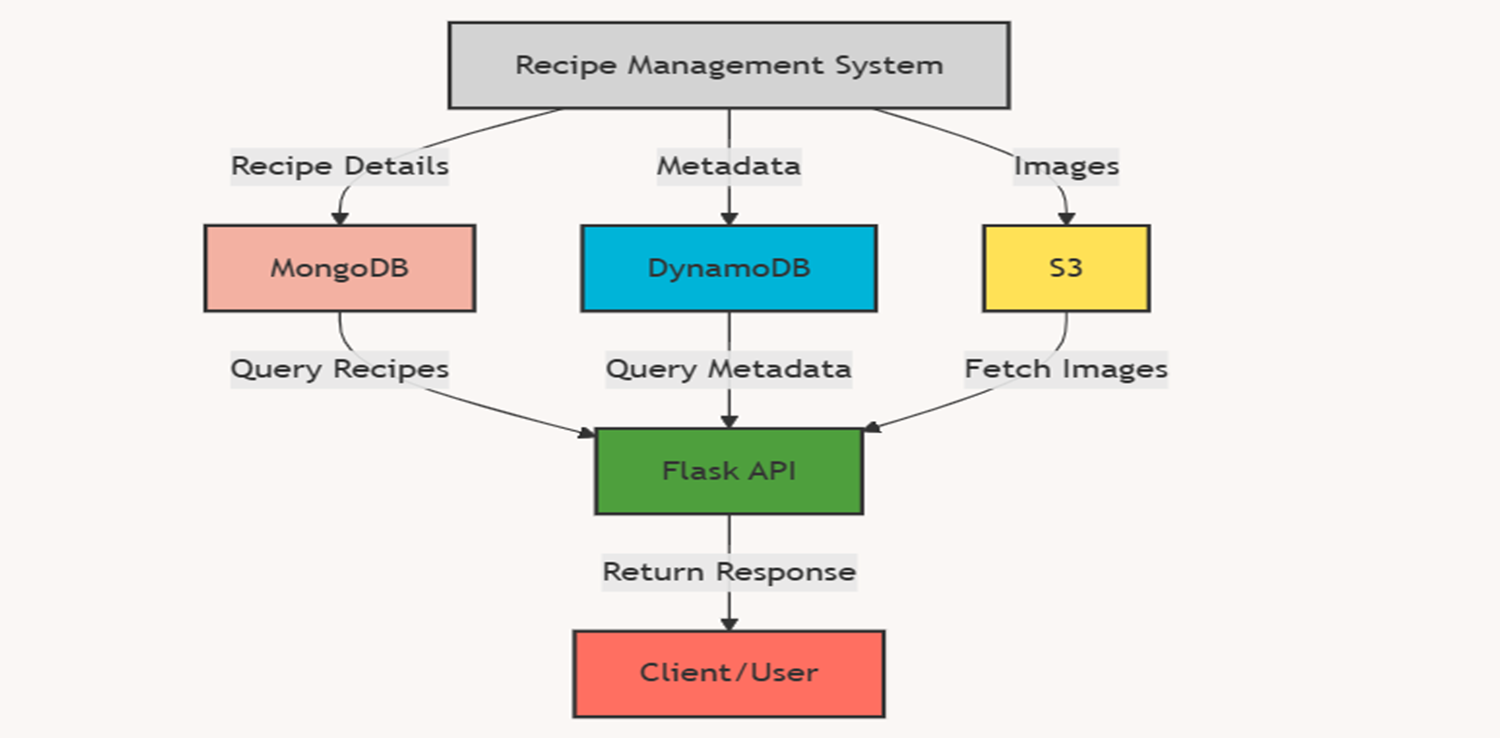 Recipe Management System
Recipe Details
Metadata
Images
MongoDB
DynamoDB
S3
Query Recipes
Query Metadata
Fetch Images
Flask API
Return Response
Client/User